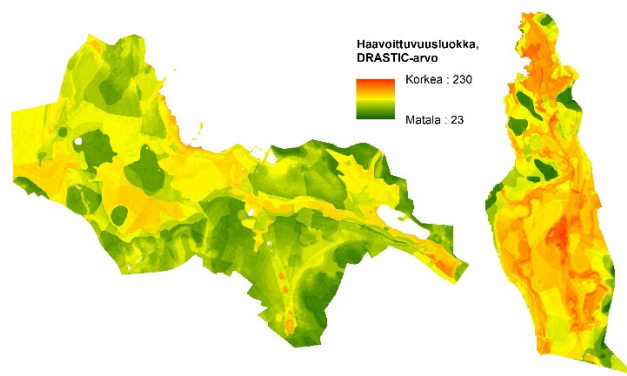 Haavoittuvuusluokka,
DRASTIC-arvo
Korkea : 230
Matala : 23